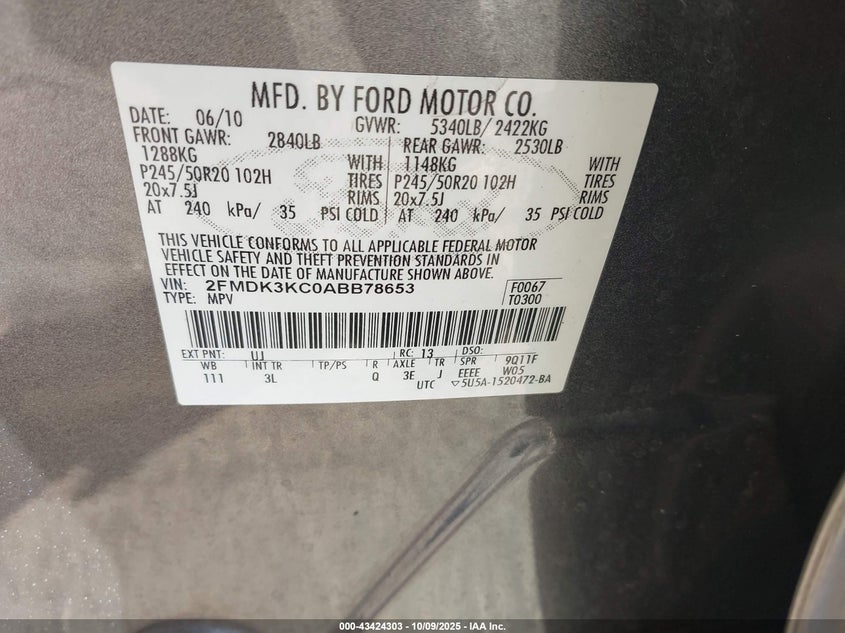 MFD. BY FORD MOTOR CO.
DATE: 06/10 GVWR: 5340LB/ 2422KG
FRONT GAWR: 2840LB REAR GAWR: 2530LB
1288KG WITH 1148KG WITH
P245/50R20 102H TIRES P245/50R20 102H TIRES
20x7.5J RIMS 20x7.5J RIMS
AT 240 kPa/ 35 PSI COLD AT 240 kPa/ 35 PSI COLD
THIS VEHICLE CONFORMS TO ALL APPLICABLE FEDERAL MOTOR
VEHICLE SAFETY AND THEFT PREVENTION STANDARDS IN
EFFECT ON THE DATE OF MANUFACTURE SHOWN ABOVE.
VIN: 2FMDK3KC0ABB78653 F0067
TYPE: MPV T0300
EXT PNT: UJ RC: 13 DSO:
WB INT TR TP/PS R AXLE TR SPR 9Q11F
111 3L Q 3E J EEEE W05
UTC 5U5A-1520472-BA
000-43424303 | 10/09/2025 - IAA Inc.